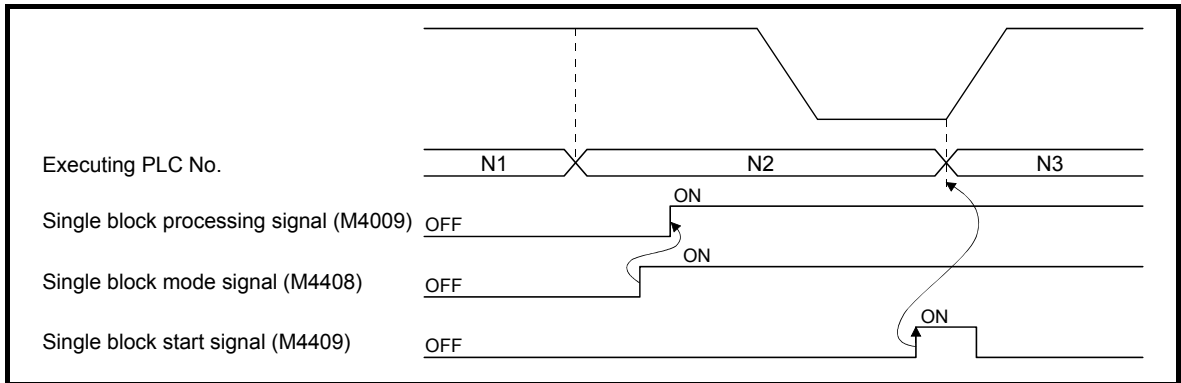 Executing PLC No.
N1
N2
N3
Single block processing signal (M4009)
OFF
ON
Single block mode signal (M4408)
OFF
ON
Single block start signal (M4409)
OFF
ON